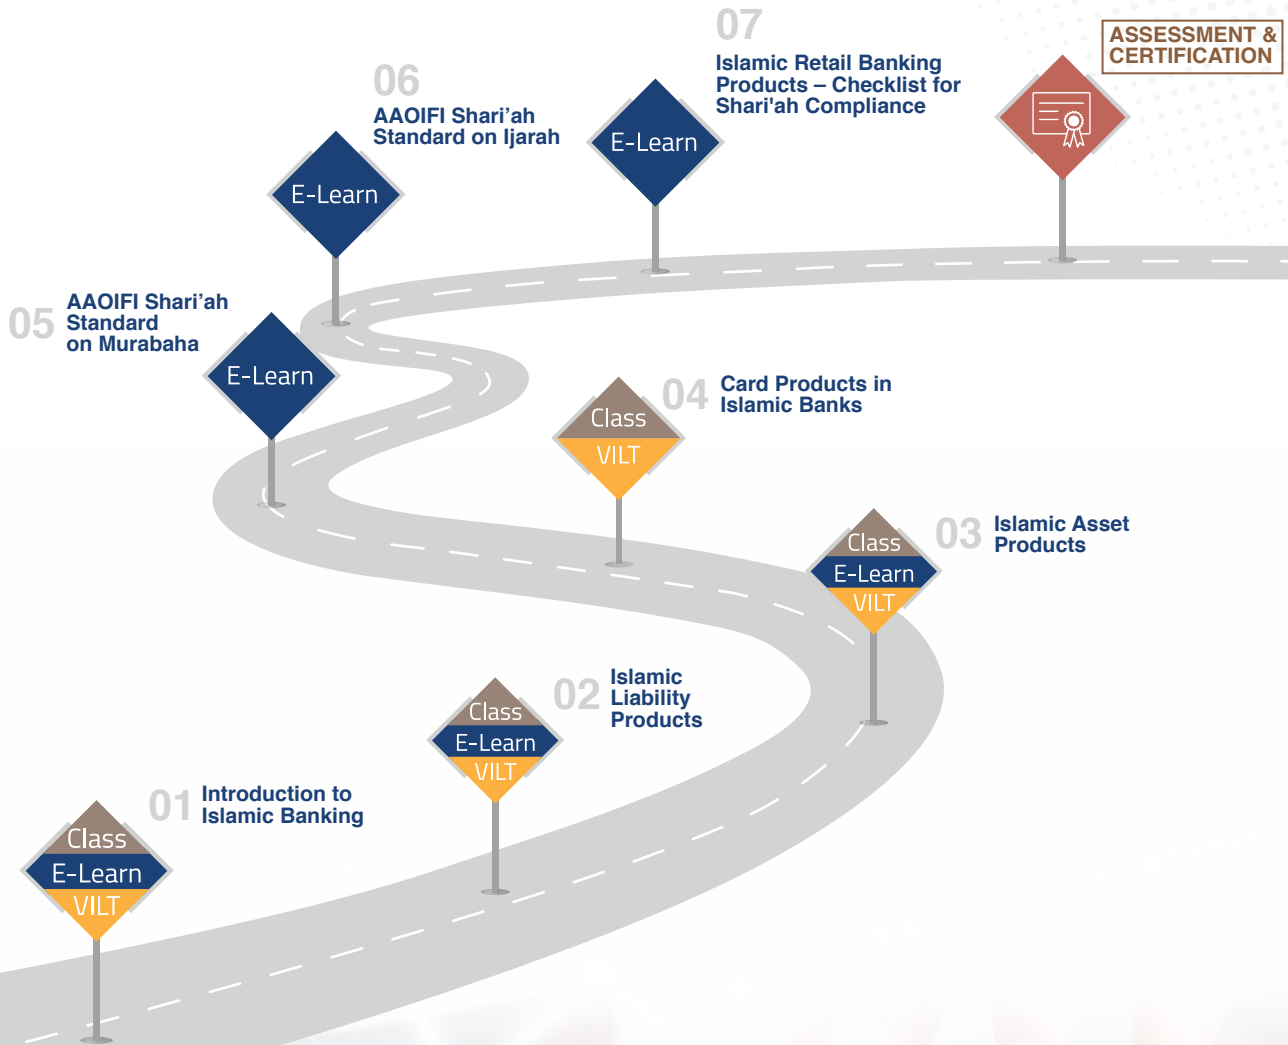 01
Introduction to
Islamic Banking
Class
E-Learn
VILT
02
Islamic
Liability
Products
Class
E-Learn
VILT
03
Islamic Asset
Products
Class
E-Learn
VILT
04
Card Products in
Islamic Banks
Class
VILT
05
AAOIFI Shari’ah
Standard
on Murabaha
E-Learn
06
AAOIFI Shari’ah
Standard on Ijarah
E-Learn
07
Islamic Retail Banking
Products – Checklist for
Shari'ah Compliance
E-Learn
ASSESSMENT &
CERTIFICATION